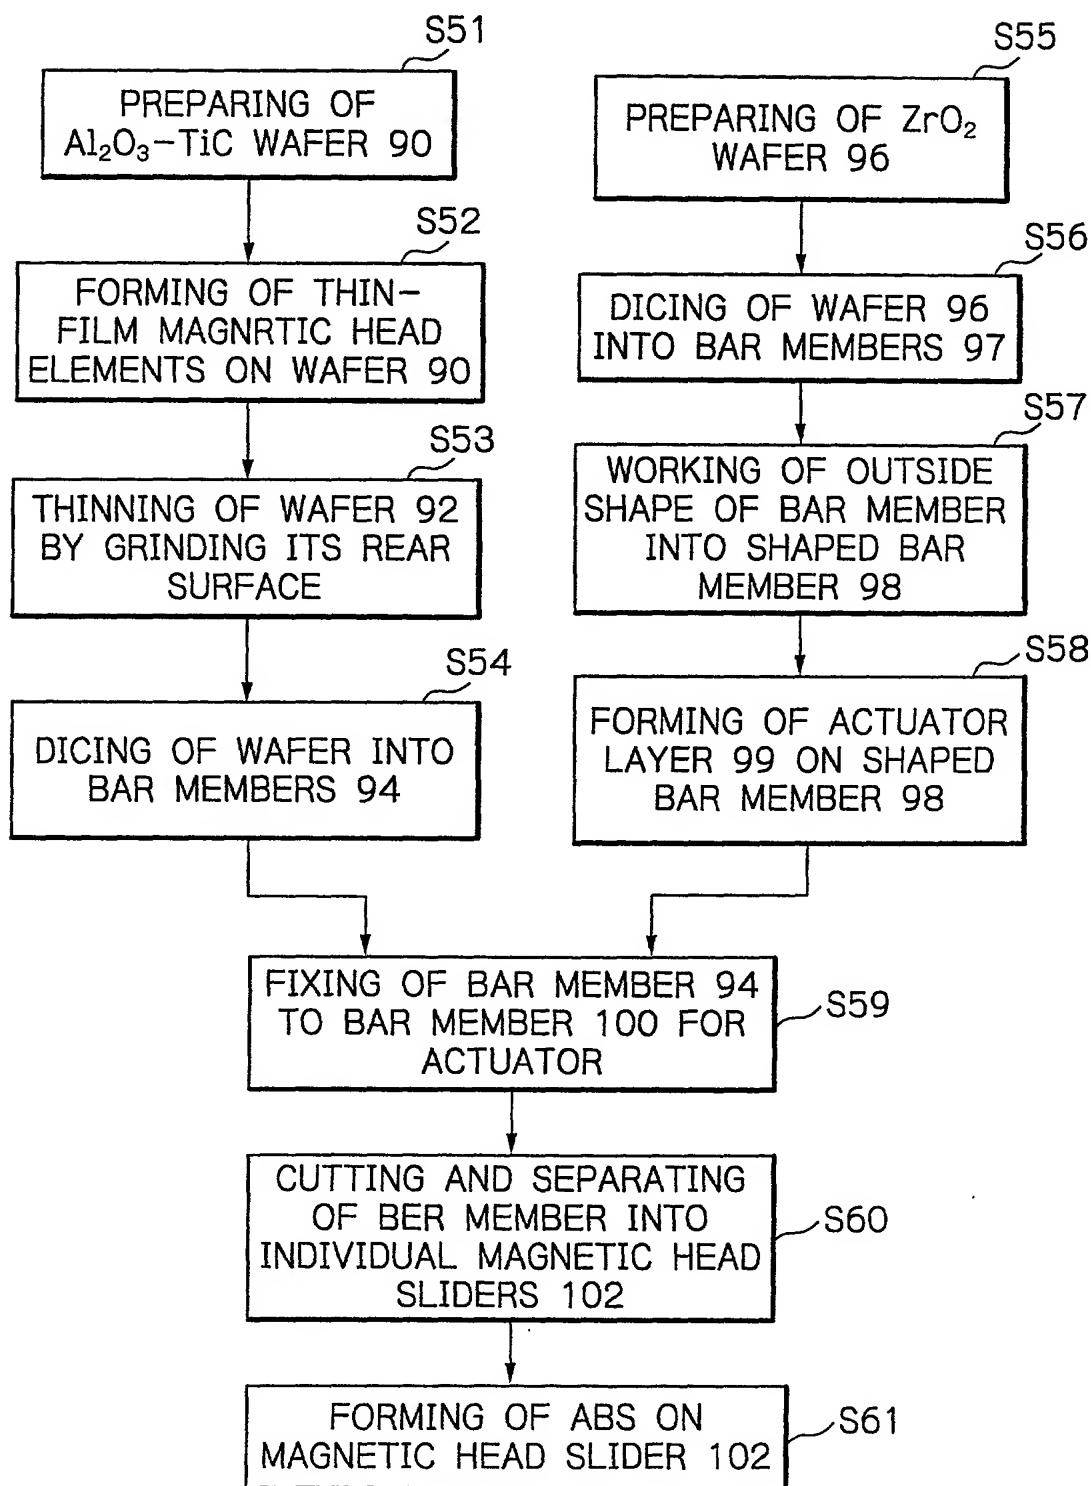 S51
PREPARING OF
Al₂O₃-TiC WAFER 90
S52
FORMING OF THIN-
FILM MAGNRTIC HEAD
ELEMENTS ON WAFER 90
S53
THINNING OF WAFER 92
BY GRINDING ITS REAR
SURFACE
S54
DICING OF WAFER INTO
BAR MEMBERS 94
S55
PREPARING OF ZrO₂
WAFER 96
S56
DICING OF WAFER 96
INTO BAR MEMBERS 97
S57
WORKING OF OUTSIDE
SHAPE OF BAR MEMBER
INTO SHAPED BAR
MEMBER 98
S58
FORMING OF ACTUATOR
LAYER 99 ON SHAPED
BAR MEMBER 98
FIXING OF BAR MEMBER 94
TO BAR MEMBER 100 FOR
ACTUATOR
S59
CUTTING AND SEPARATING
OF BER MEMBER INTO
INDIVIDUAL MAGNETIC HEAD
SLIDERS 102
S60
FORMING OF ABS ON
MAGNETIC HEAD SLIDER 102
S61